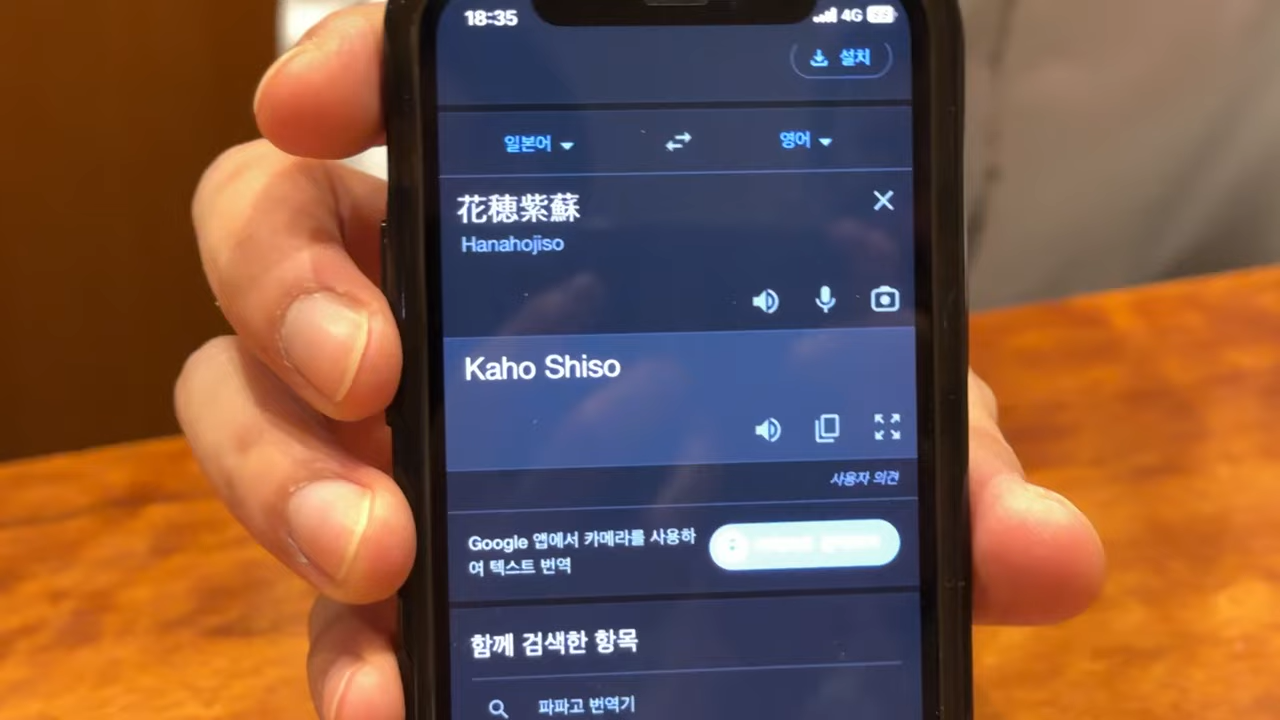 18:35
4G
설치
일본어
영어
花穂紫蘇
Hanahojiso
Kaho Shiso
사용자 의견
Google 앱에서 카메라를 사용하
여 텍스트 번역
함께 검색한 항목
파파고 번역기